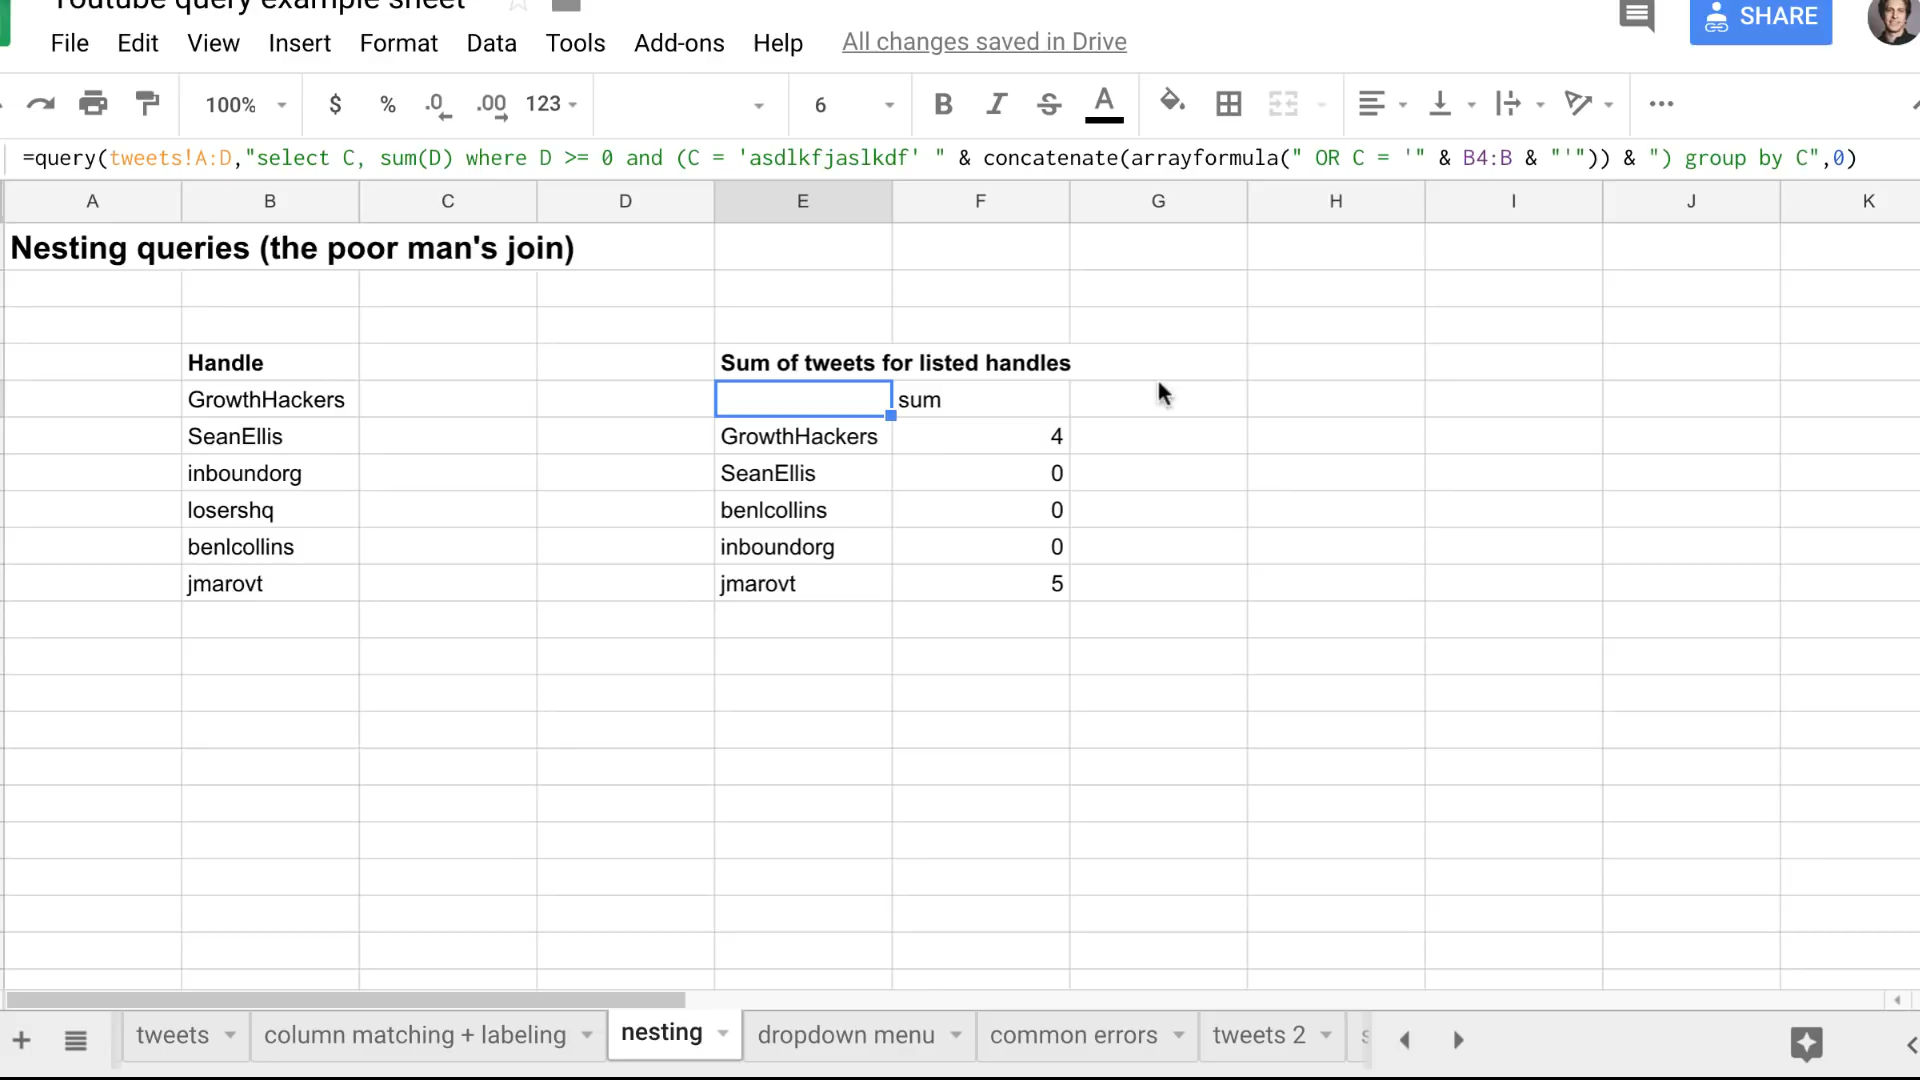 Youtube query example sheet
SHARE
File Edit View Insert Format Data Tools Add-ons Help All changes saved in Drive
100% $ % .0 .00 123 6 B I S A
=query(tweets!A:D,"select C, sum(D) where D >= 0 and (C = 'asdlkfjaslkdf' " & concatenate(arrayformula(" OR C = '" & B4:B & "'")) & ") group by C",0)
A B C D E F G H I J K
Nesting queries (the poor man's join)
Handle Sum of tweets for listed handles
GrowthHackers sum
SeanEllis GrowthHackers 4
inboundorg SeanEllis 0
losershq benlcollins 0
benlcollins inboundorg 0
jmarovt jmarovt 5
tweets column matching + labeling nesting dropdown menu common errors tweets 2